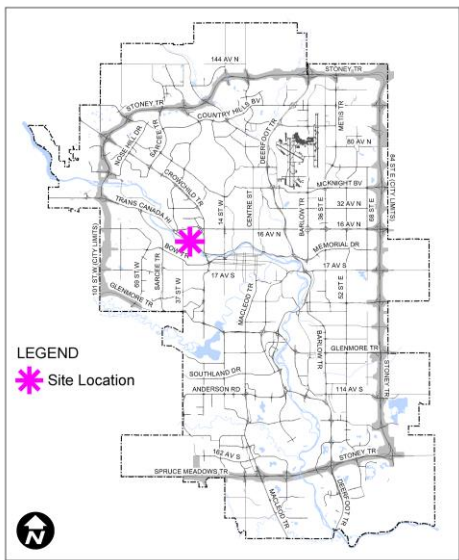 144 AV N
STONEY TR
STONEY TR
COUNTRY HILLS BV
NOSE HILL DR
SARCEE TR
DEERFOOT TR
METIS TR
80 AV N
CROWCHILD TR
MCKNIGHT BV
TRANS CANADA HI
14 ST W
CENTRE ST
BARLOW TR
36 ST E
32 AV N
68 ST E
84 ST E (CITY LIMITS)
16 AV N
16 AV N
BOW TR
MEMORIAL DR
17 AV S
17 AV S
101 ST W (CITY LIMITS)
69 ST W
SARCEE TR
37 ST W
GLENMORE TR
MACLEOD TR
52 ST E
BARLOW TR
GLENMORE TR
LEGEND
Site Location
SOUTHLAND DR
ANDERSON RD
114 AV S
STONEY TR
162 AV S
STONEY TR
SPRUCE MEADOWS TR
MACLEOD TR
DEERFOOT TR
N